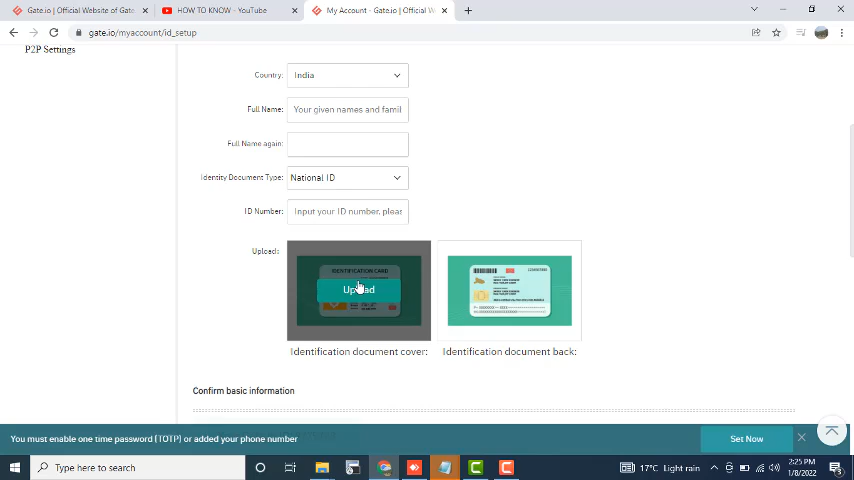 Gate.io | Official Website of Gate
HOW TO KNOW - YouTube
My Account - Gate.io | Official W
gate.io/myaccount/id_setup
P2P Settings
Country:
India
Full Name:
Your given names and famil
Full Name again:
Identity Document Type:
National ID
ID Number:
Input your ID number, pleas
Upload:
IDENTIFICATION CARD
Upload
Identification document cover:
Identification document back:
Confirm basic information
You must enable one time password (TOTP) or added your phone number
Set Now
Type here to search
17°C Light rain
2:25 PM
1/8/2022
3